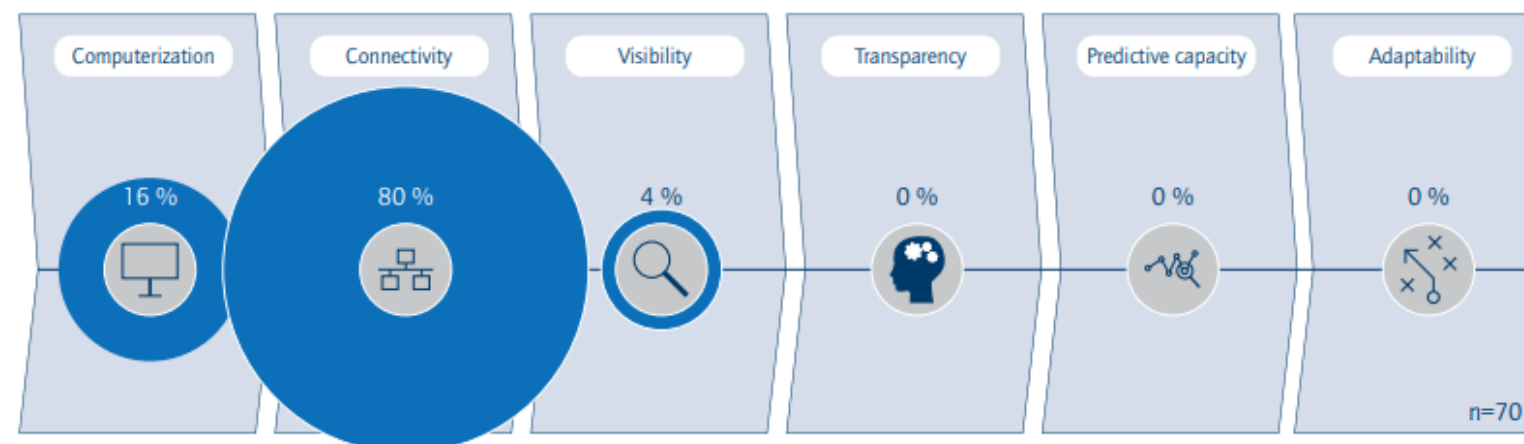 Computerization
Connectivity
Visibility
Transparency
Predictive capacity
Adaptability
16 %
80 %
4 %
0 %
0 %
0 %
n=70